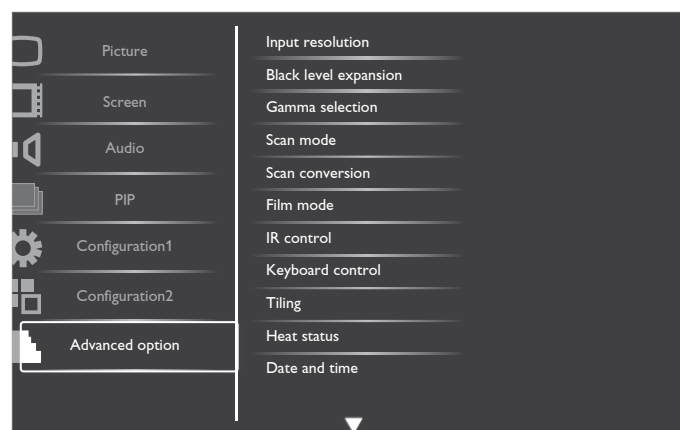 Picture
Screen
Audio
PIP
Configuration1
Configuration2
Advanced option
Input resolution
Black level expansion
Gamma selection
Scan mode
Scan conversion
Film mode
IR control
Keyboard control
Tiling
Heat status
Date and time